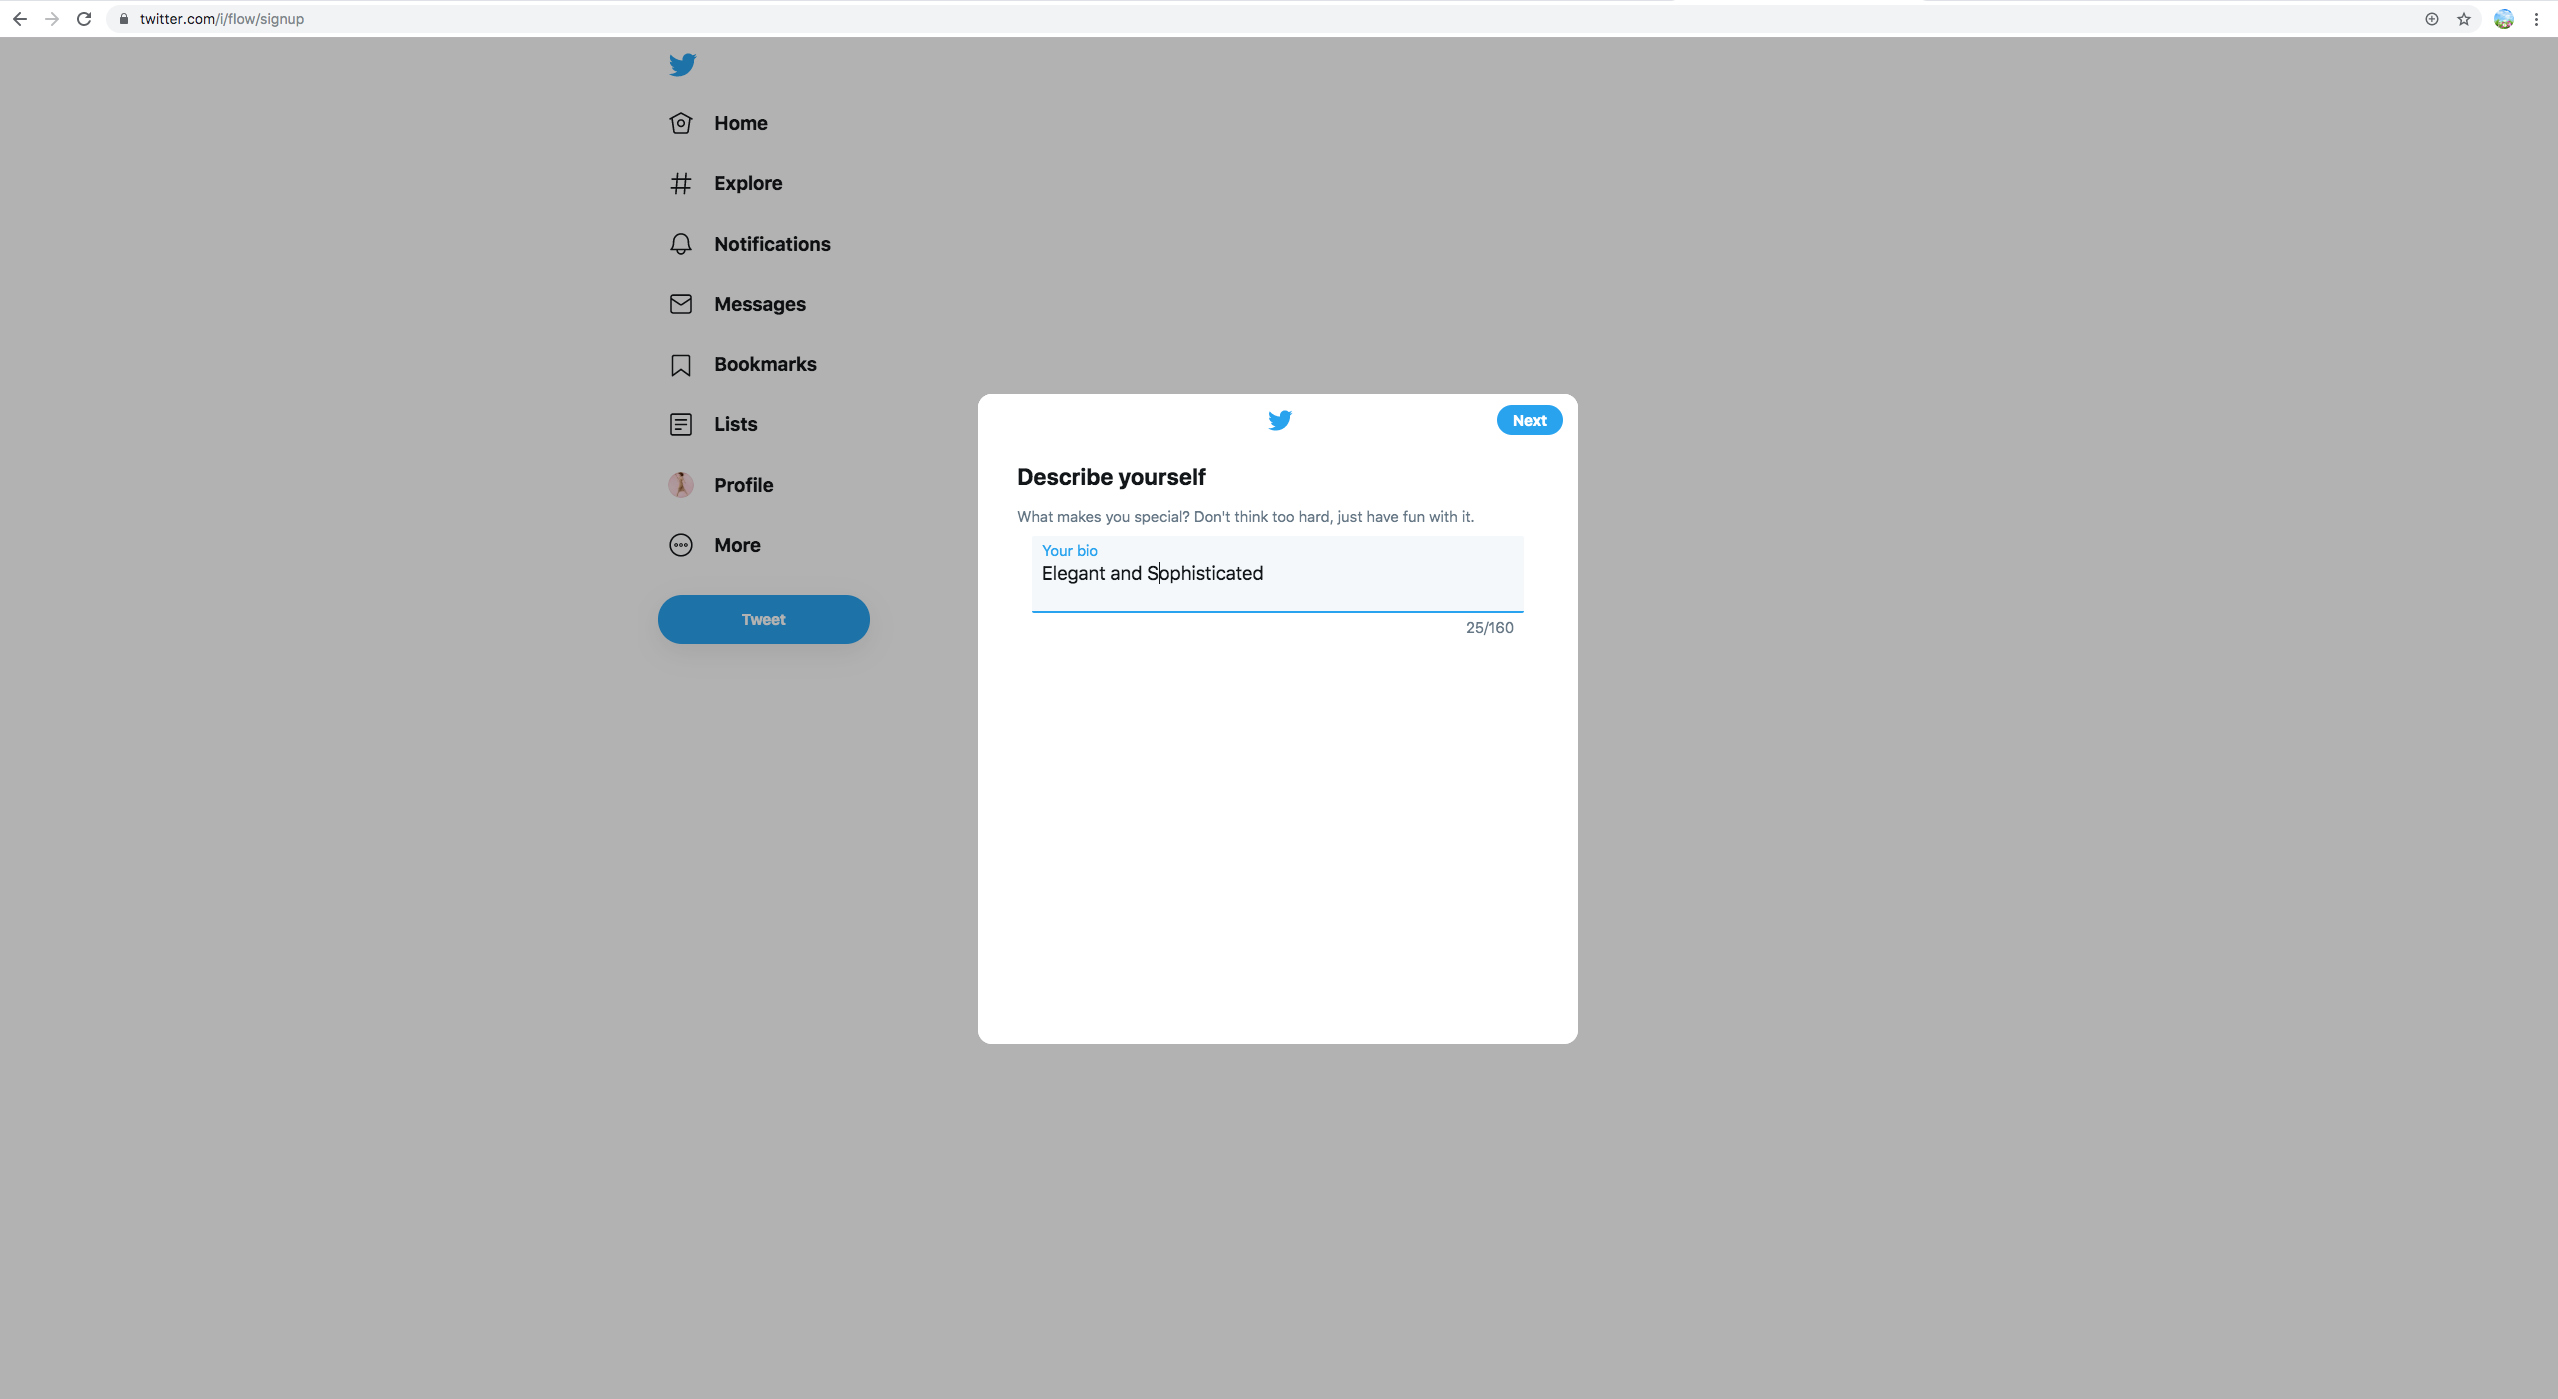 twitter.com/i/flow/signup
Home
Explore
Notifications
Messages
Bookmarks
Lists
Profile
More
Tweet
Next
Describe yourself
What makes you special? Don't think too hard, just have fun with it.
Your bio
Elegant and Sophisticated
25/160